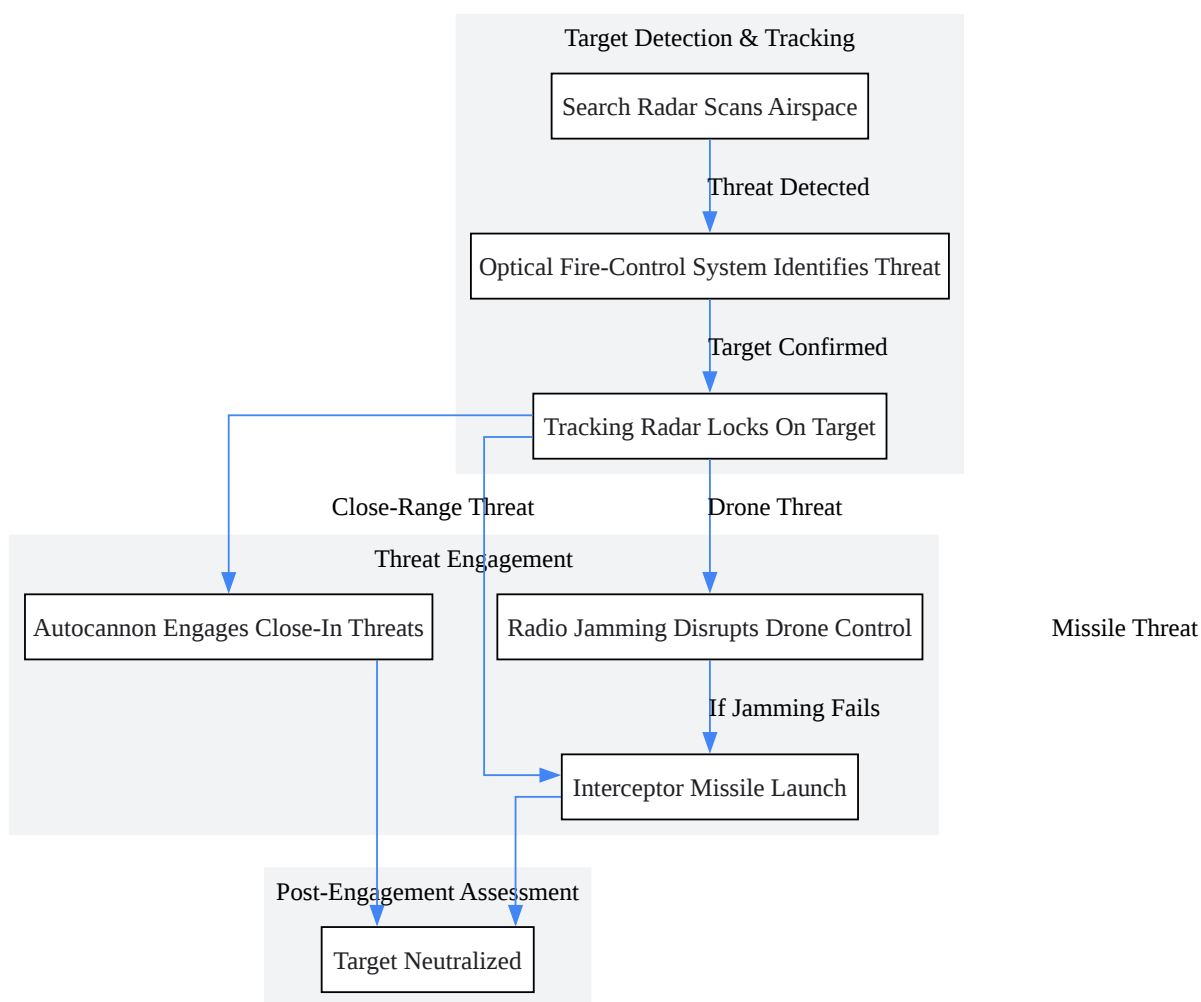 Target Detection & Tracking
Search Radar Scans Airspace
Threat Detected
Optical Fire-Control System Identifies Threat
Target Confirmed
Tracking Radar Locks On Target
Close-Range Threat
Drone Threat
Threat Engagement
Autocannon Engages Close-In Threats
Radio Jamming Disrupts Drone Control
Missile Threat
If Jamming Fails
Interceptor Missile Launch
Post-Engagement Assessment
Target Neutralized